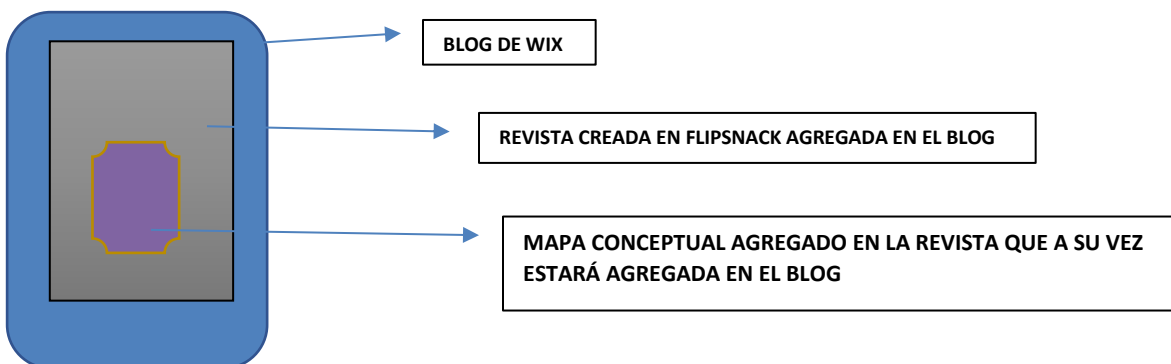 BLOG DE WIX
REVISTA CREADA EN FLIPSNACK AGREGADA EN EL BLOG
MAPA CONCEPTUAL AGREGADO EN LA REVISTA QUE A SU VEZ
ESTARÁ AGREGADA EN EL BLOG